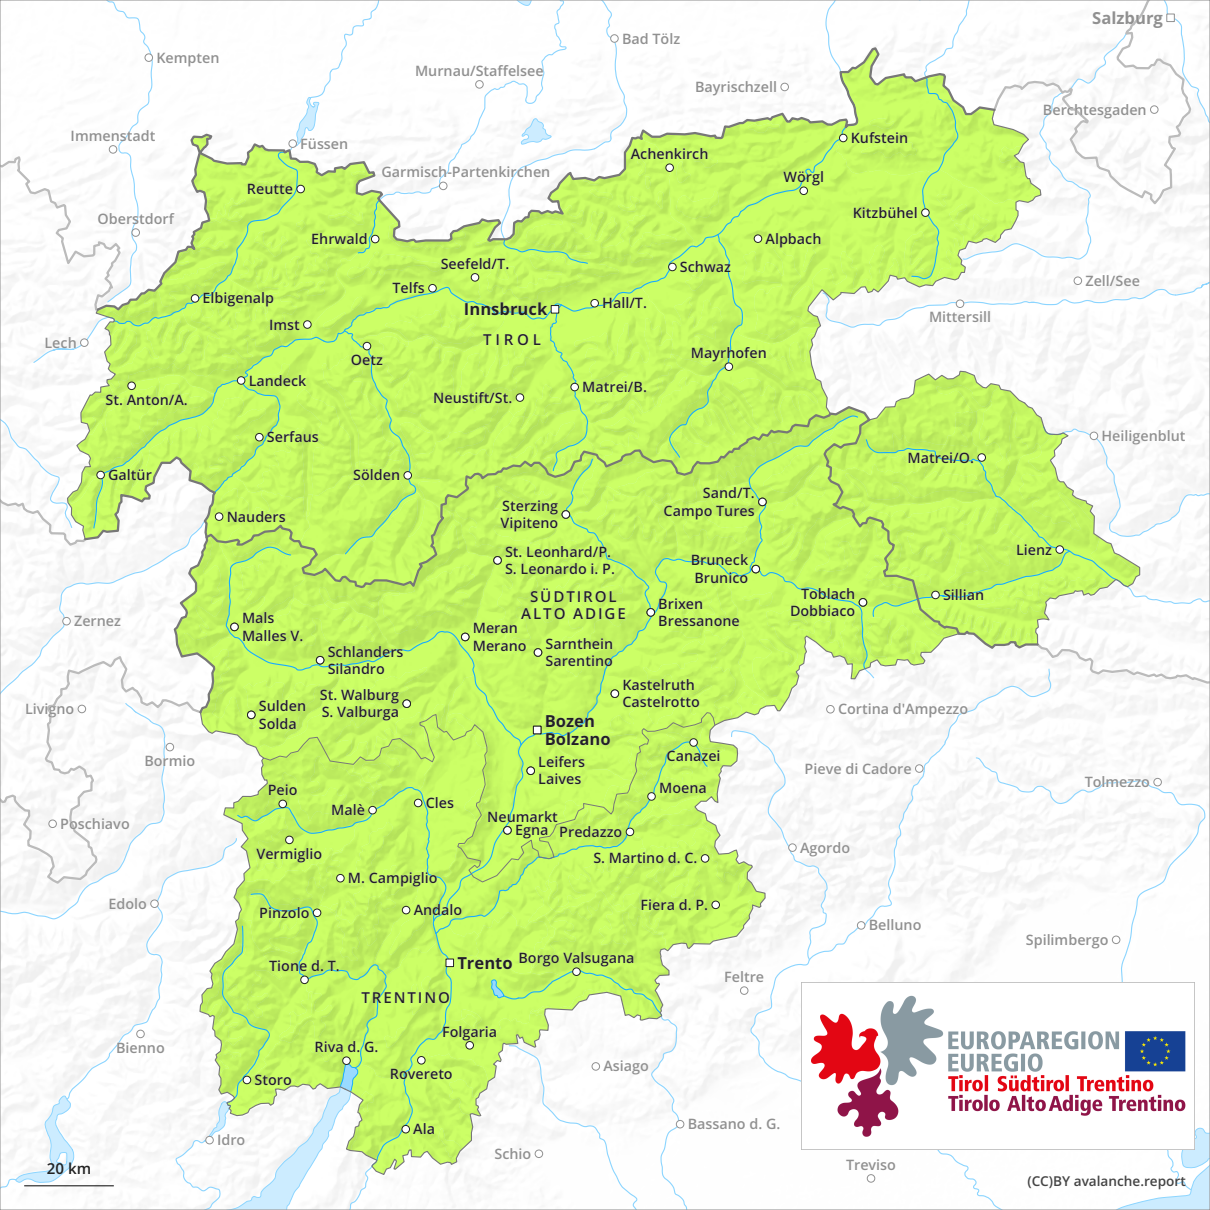 Salzburg
Bad Tölz
Kempten
Murnau/Staffelsee
Bayrischzell
Berchtesgaden
Immenstadt
Füssen
Kufstein
Achenkirch
Garmisch-Partenkirchen
Wörgl
Reutte
Oberstdorf
Kitzbühel
Ehrwald
Alpbach
Seefeld/T.
Schwaz
Telfs
Zell/See
Elbigenalp
Innsbruck
Hall/T.
Mittersill
Imst
TIROL
Lech
Oetz
Mayrhofen
Landeck
St. Anton/A.
Matrei/B.
Neustift/St.
Serfaus
Heiligenblut
Matrei/O.
Galtür
Sölden
Sand/T.
Campo Tures
Sterzing
Vipiteno
Nauders
St. Leonhard/P.
S. Leonardo i. P.
Lienz
Bruneck
Brunico
SÜDTIROL
ALTO ADIGE
Toblach
Dobbiaco
Sillian
Brixen
Bressanone
Zernez
Mals
Malles V.
Meran
Merano
Sarnthein
Sarentino
Schlanders
Silandro
Kastelruth
Castelrotto
St. Walburg
S. Valburga
Livigno
Sulden
Solda
Cortina d'Ampezzo
Bozen
Bolzano
Bormio
Canazei
Leifers
Laives
Pieve di Cadore
Tolmezzo
Peio
Moena
Malè
Cles
Neumarkt
Egna
Predazzo
Poschiavo
Vermiglio
S. Martino d. C.
Agordo
M. Campiglio
Edolo
Pinzolo
Andalo
Fiera d. P.
Belluno
Spilimbergo
Tione d. T.
Trento
Borgo Valsugana
Feltre
TRENTINO
Folgaria
Bienno
Riva d. G.
Rovereto
Asiago
Storo
EUROPAREGION
EUREGIO
Tirol Südtirol Trentino
Tirolo Alto Adige Trentino
Ala
Bassano d. G.
Idro
Schio
20 km
Treviso
(CC)BY avalanche.report